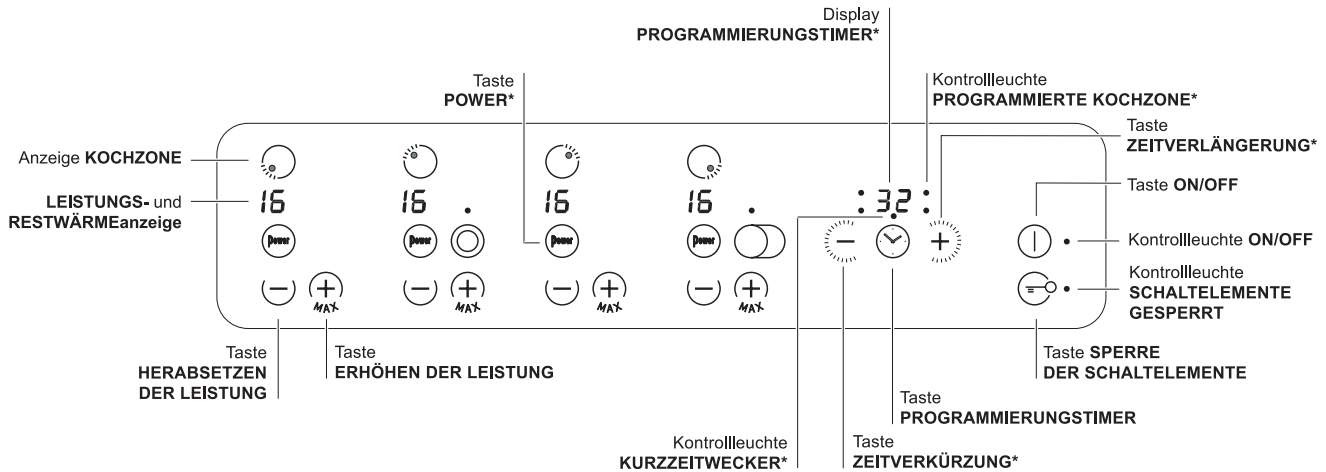 Display
PROGRAMMIERUNGSTIMER*
Taste
POWER*
Kontrollleuchte
PROGRAMMIERTE KOCHZONE*
Taste
ZEITVERLÄNGERUNG*
Anzeige KOCHZONE
Taste ON/OFF
LEISTUNGS- und
RESTWÄRMEanzeige
16 16 16 16 32
power power power power
Kontrollleuchte ON/OFF
Kontrollleuchte
SCHALTELEMENTE
GESPERRT
MAX MAX MAX MAX
Taste
HERABSETZEN
DER LEISTUNG
Taste
ERHÖHEN DER LEISTUNG
Taste SPERRE
DER SCHALTELEMENTE
Taste
PROGRAMMIERUNGSTIMER
Kontrollleuchte
KURZZEITWECKER*
Taste
ZEITVERKÜRZUNG*